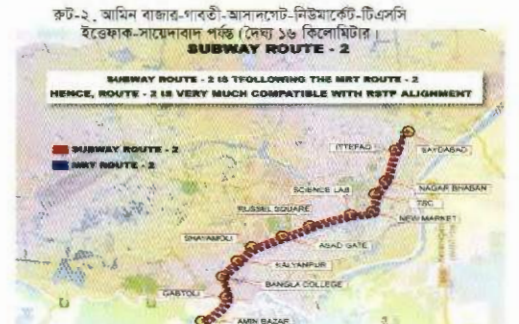 রুট-২, আমিন বাজার-গাবতী-আসাদগেট-নিউমার্কেট-টিএসসি
ইত্তেফাক-সায়েদাবাদ পর্যন্ত (দৈঘ্য ১৬ কিলোমিটার।
SUBWAY ROUTE - 2
SUBWAY ROUTE - 2 IS TFOLLOWING THE MRT ROUTE - 2
HENCE, ROUTE - 2 IS VERY MUCH COMPATIBLE WITH RSTP ALIGNMENT
SUBWAY ROUTE - 2
MRT ROUTE - 2
ITTEFAQ
SAYDABAD
SCIENCE LAB
NAGAR BHABAN
TSC
RUSSEL SQUARE
NEW MARKET
SHAYAMOLI
ASAD GATE
KALYANPUR
BANGLA COLLEGE
GABTOLI
AMIN BAZAR